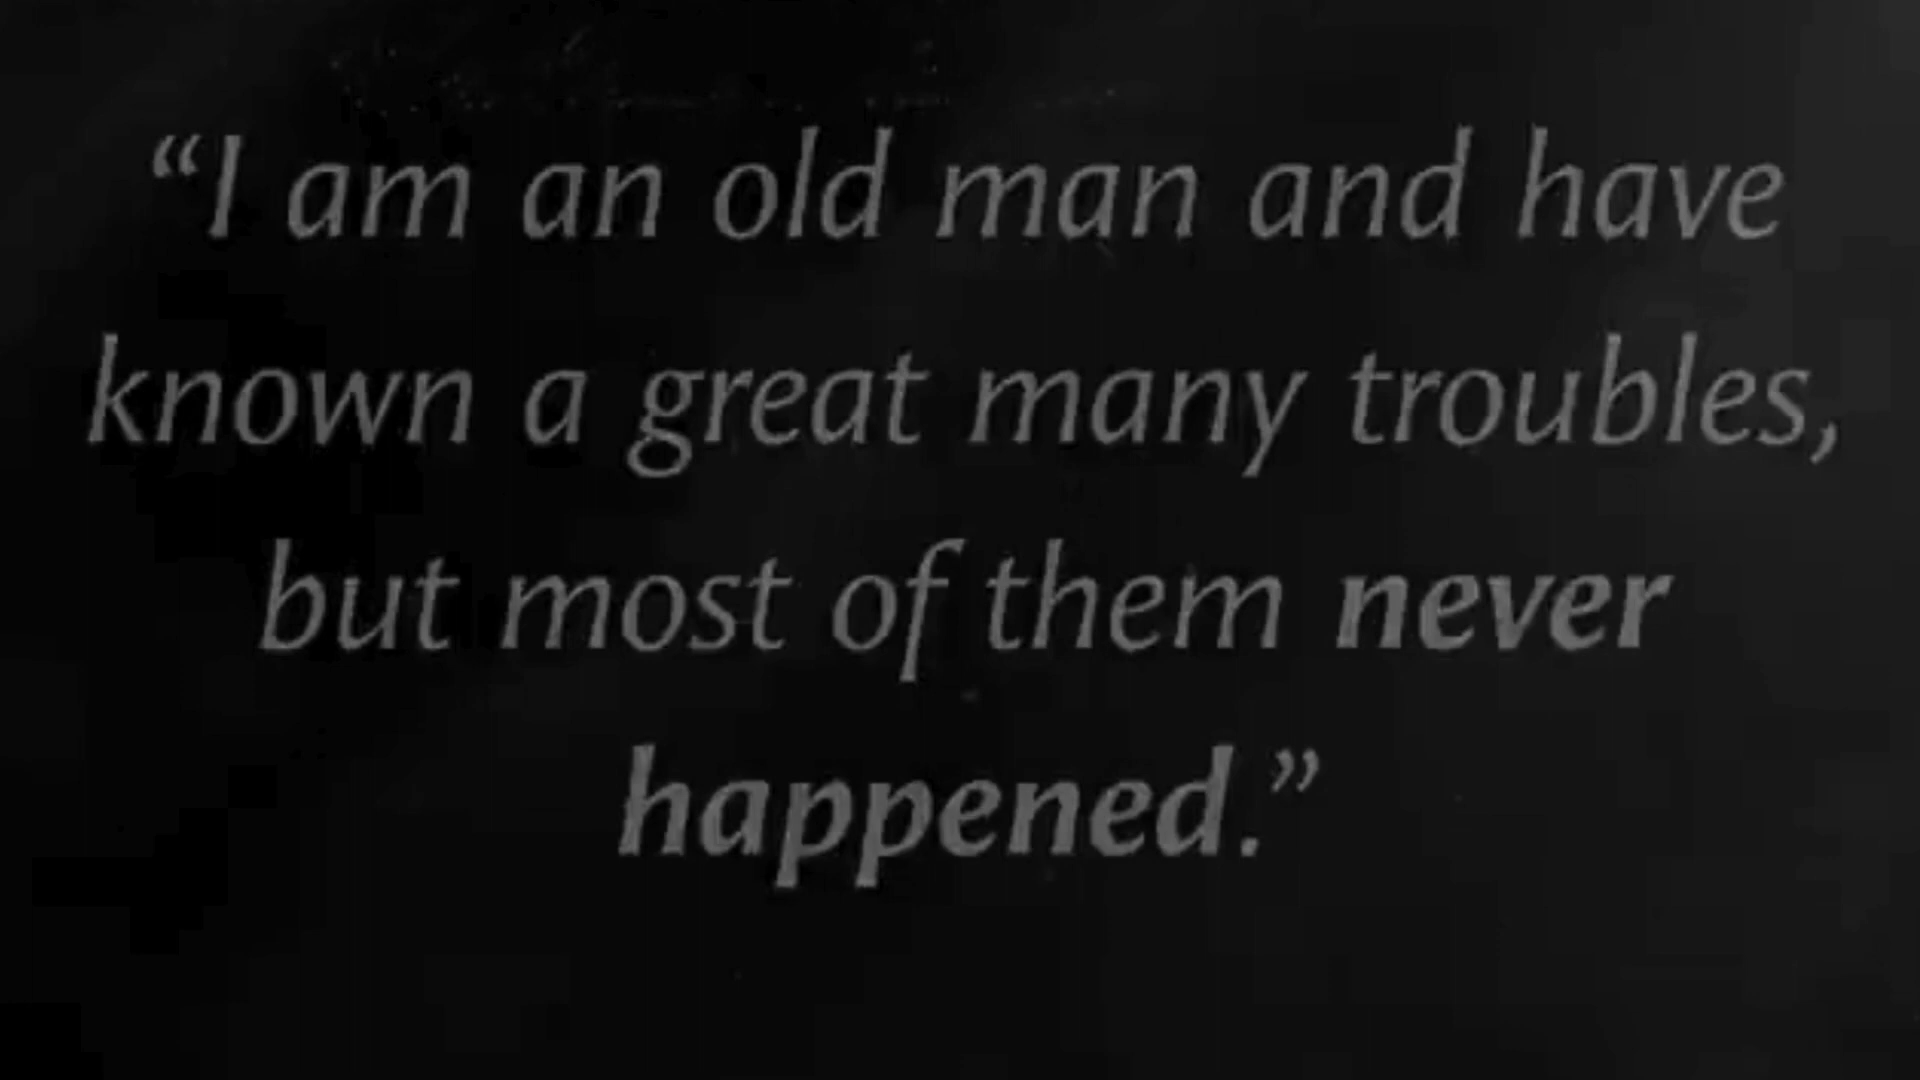 “I am an old man and have
known a great many troubles,
but most of them never
happened.”